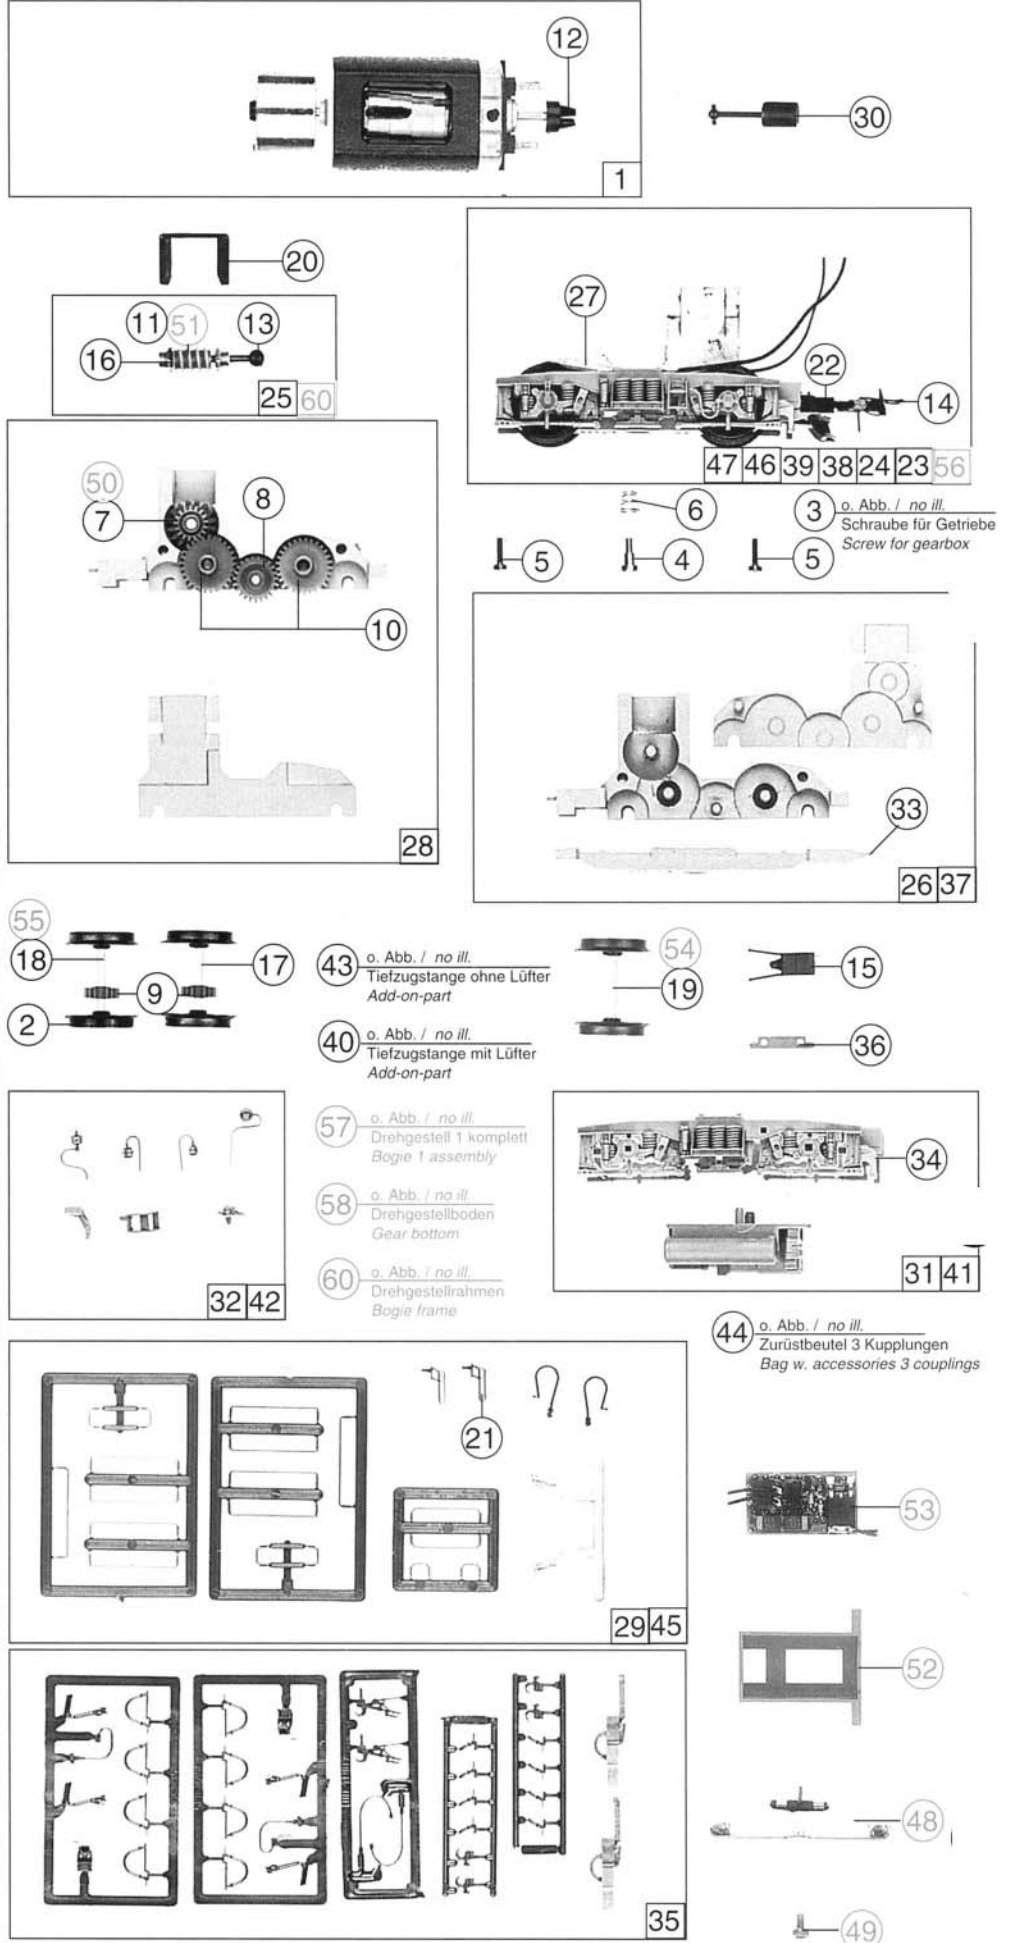 12
30
1
20
11 51 13
16
25 60
27
22
14
47 46 39 38 24 23 56
50
7
8
10
28
6
3 o. Abb. / no ill.
Schraube für Getriebe
Screw for gearbox
5
4
5
33
26 37
55
18
17
9
2
43 o. Abb. / no ill.
Tiefzugstange ohne Lüfter
Add-on-part
40 o. Abb. / no ill.
Tiefzugstange mit Lüfter
Add-on-part
54
19
15
36
32 42
57 o. Abb. / no ill.
Drehgestell 1 komplett
Bogie 1 assembly
58 o. Abb. / no ill.
Drehgestellboden
Gear bottom
60 o. Abb. / no ill.
Drehgestellrahmen
Bogie frame
34
31 41
44 o. Abb. / no ill.
Zurüstbeutel 3 Kupplungen
Bag w. accessories 3 couplings
21
29 45
53
52
48
35
49